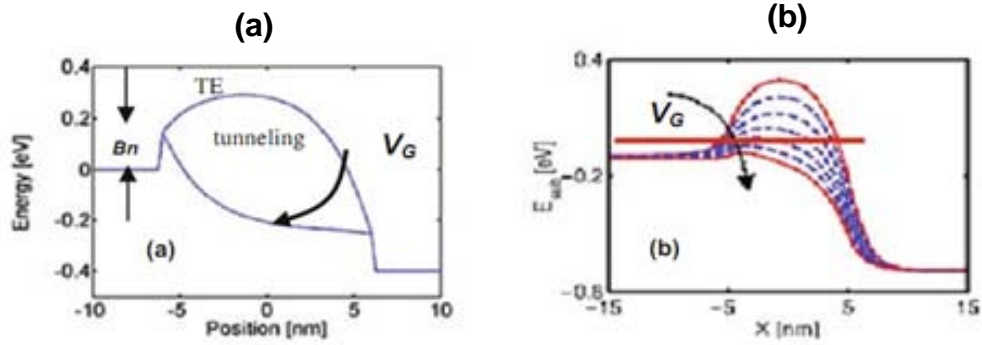 (a)
(b)
0.4
0.2
0
-0.2
-0.4
Energy [eV]
TE
tunneling
Bn
V_G
(a)
-10
-5
0
5
10
Position [nm]
0.4
-0.2
-0.8
V_G
(b)
-15
-5
5
15
X [nm]